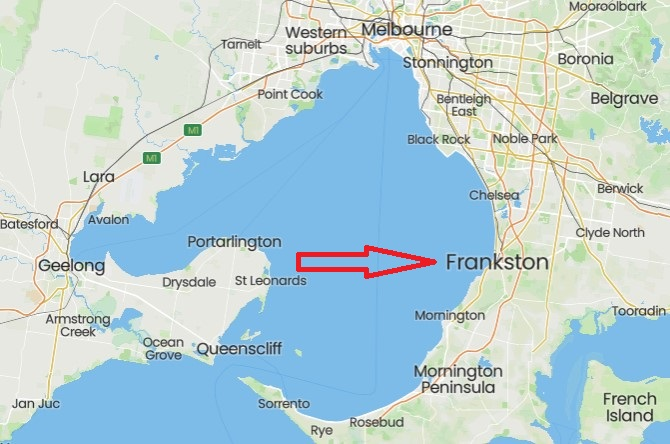 Mooroolbark
Western
suburbs
Melbourne
Tarneit
Stonnington
Boronia
Point Cook
Bentleigh
East
Belgrave
M1
Black Rock
Noble Park
M1
Lara
Chelsea
Berwick
Batesford
Avalon
Clyde North
Portarlington
Geelong
Frankston
Drysdale
St Leonards
Armstrong
Creek
Mornington
Tooradin
Ocean
Grove
Queenscliff
Mornington
Peninsula
Jan Juc
Sorrento
French
Island
Rye
Rosebud